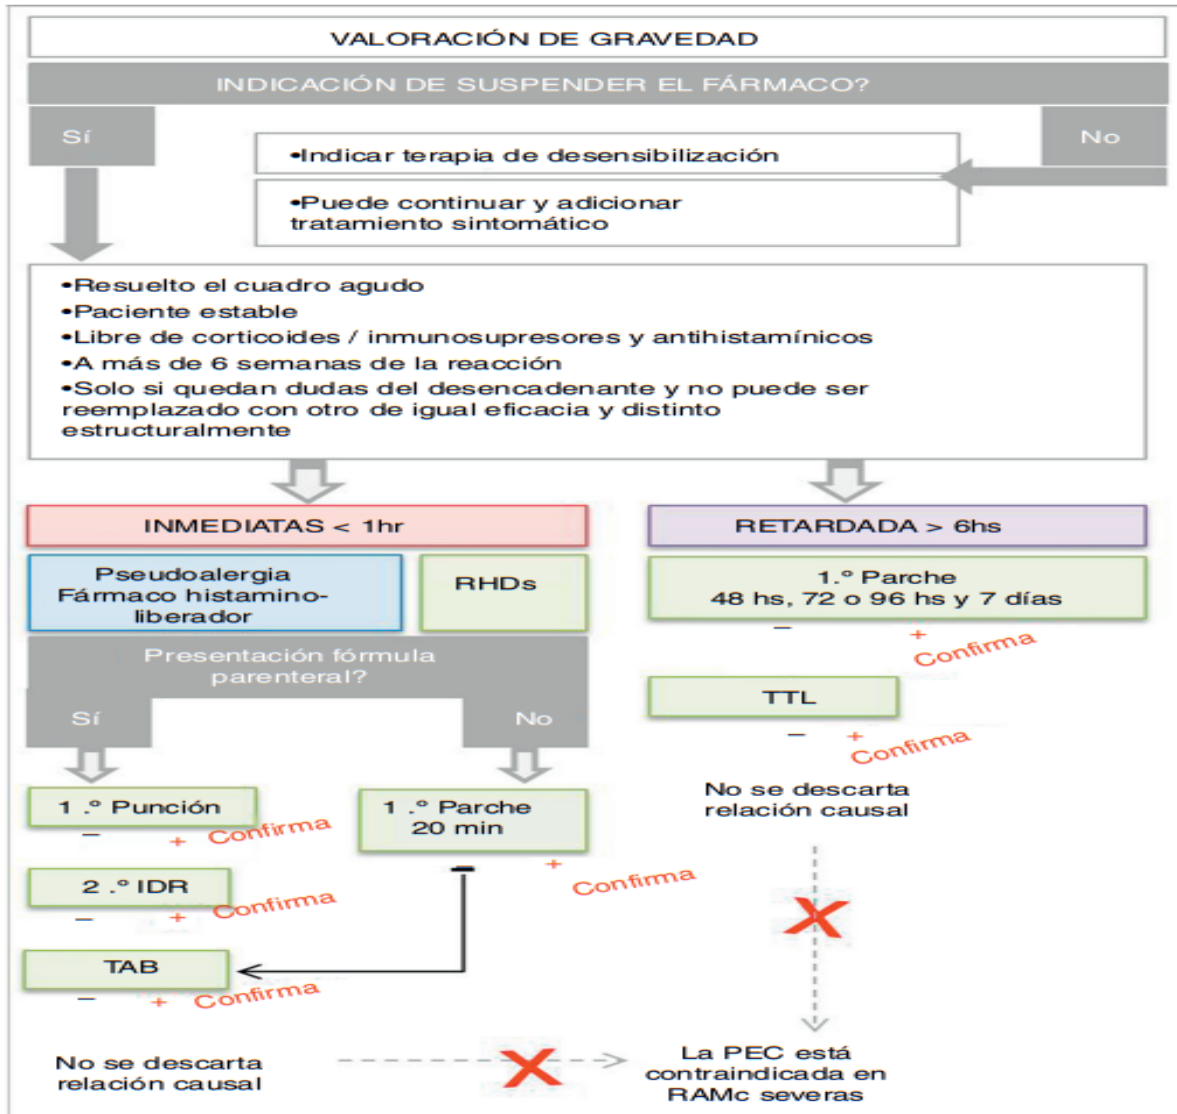 VALORACIÓN DE GRAVEDAD
INDICACIÓN DE SUSPENDER EL FÁRMACO?
Sí
No
•Indicar terapia de desensibilización
•Puede continuar y adicionar
tratamiento sintomático
•Resuelto el cuadro agudo
•Paciente estable
•Libre de corticoides / inmunosupresores y antihistamínicos
•A más de 6 semanas de la reacción
•Solo si quedan dudas del desencadenante y no puede ser
reemplazado con otro de igual eficacia y distinto
estructuralmente
INMEDIATAS < 1hr
Pseudoalergia
Fármaco histamino-
liberador
RHDs
Presentación fórmula
parenteral?
Sí
No
1 .º Punción
– + Confirma
2 .º IDR
– + Confirma
TAB
– + Confirma
No se descarta
relación causal
1 .º Parche
20 min
– + Confirma
RETARDADA > 6hs
1.º Parche
48 hs, 72 o 96 hs y 7 días
– + Confirma
TTL
– + Confirma
No se descarta
relación causal
X
X
La PEC está
contraindicada en
RAMc severas